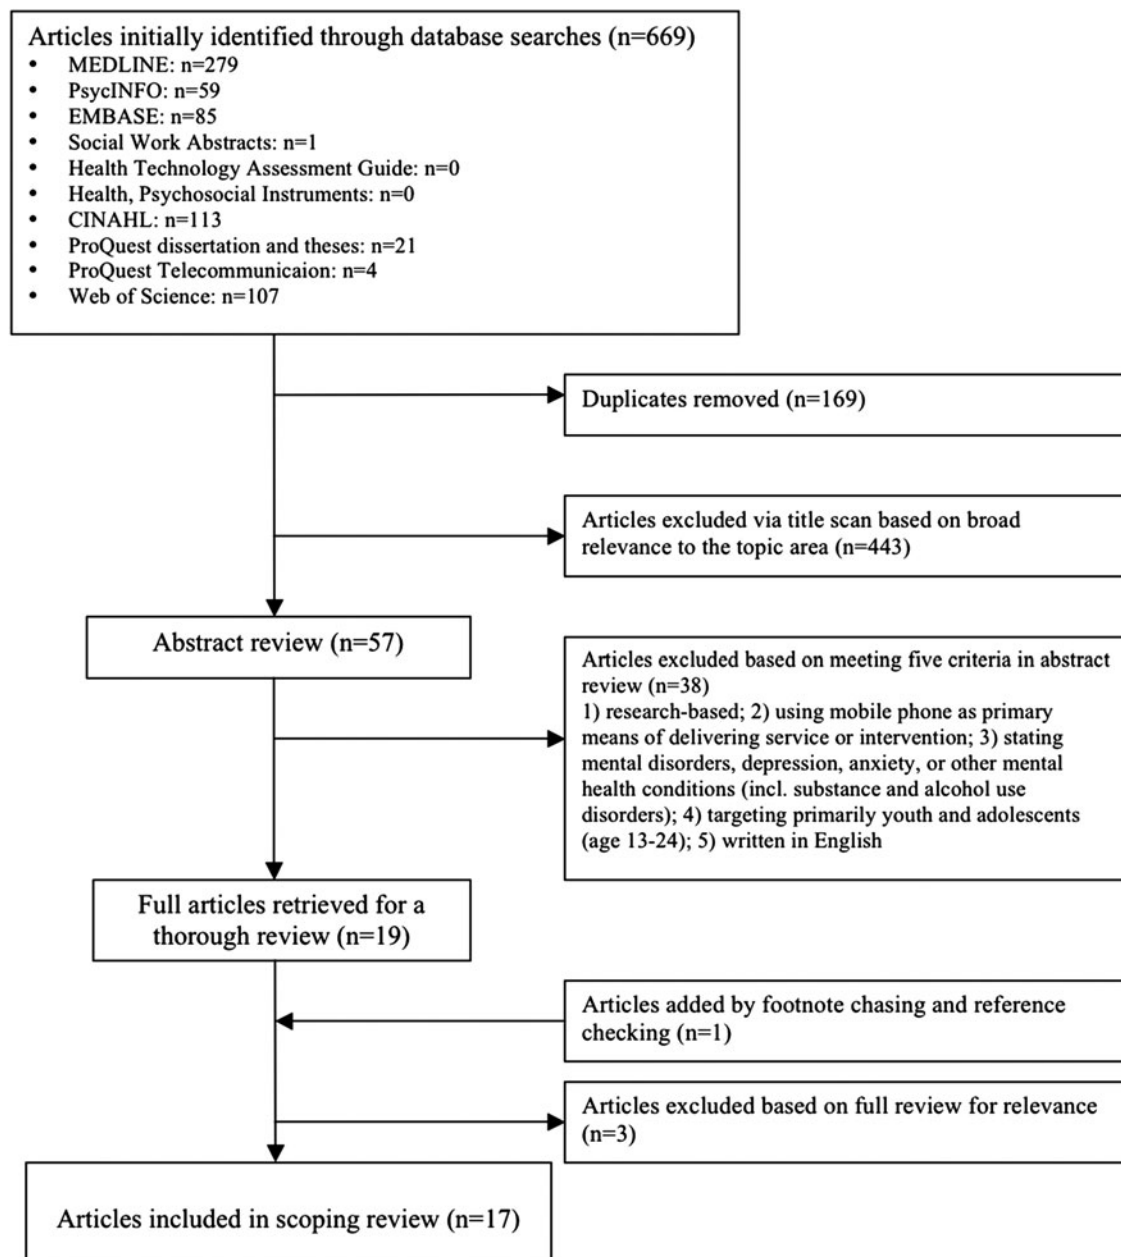 Articles initially identified through database searches (n=669)
• MEDLINE: n=279
• PsycINFO: n=59
• EMBASE: n=85
• Social Work Abstracts: n=1
• Health Technology Assessment Guide: n=0
• Health, Psychosocial Instruments: n=0
• CINAHL: n=113
• ProQuest dissertation and theses: n=21
• ProQuest Telecommunicaion: n=4
• Web of Science: n=107
Duplicates removed (n=169)
Articles excluded via title scan based on broad
relevance to the topic area (n=443)
Abstract review (n=57)
Articles excluded based on meeting five criteria in abstract
review (n=38)
1) research-based; 2) using mobile phone as primary
means of delivering service or intervention; 3) stating
mental disorders, depression, anxiety, or other mental
health conditions (incl. substance and alcohol use
disorders); 4) targeting primarily youth and adolescents
(age 13-24); 5) written in English
Full articles retrieved for a
thorough review (n=19)
Articles added by footnote chasing and reference
checking (n=1)
Articles excluded based on full review for relevance
(n=3)
Articles included in scoping review (n=17)